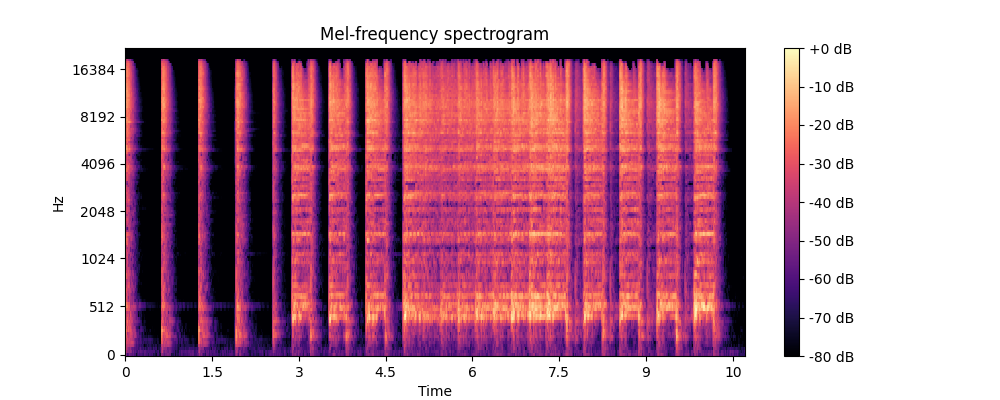 Mel-frequency spectrogram
16384
8192
4096
2048
1024
512
0
Hz
0 1.5 3 4.5 6 7.5 9 10
Time
+0 dB
-10 dB
-20 dB
-30 dB
-40 dB
-50 dB
-60 dB
-70 dB
-80 dB